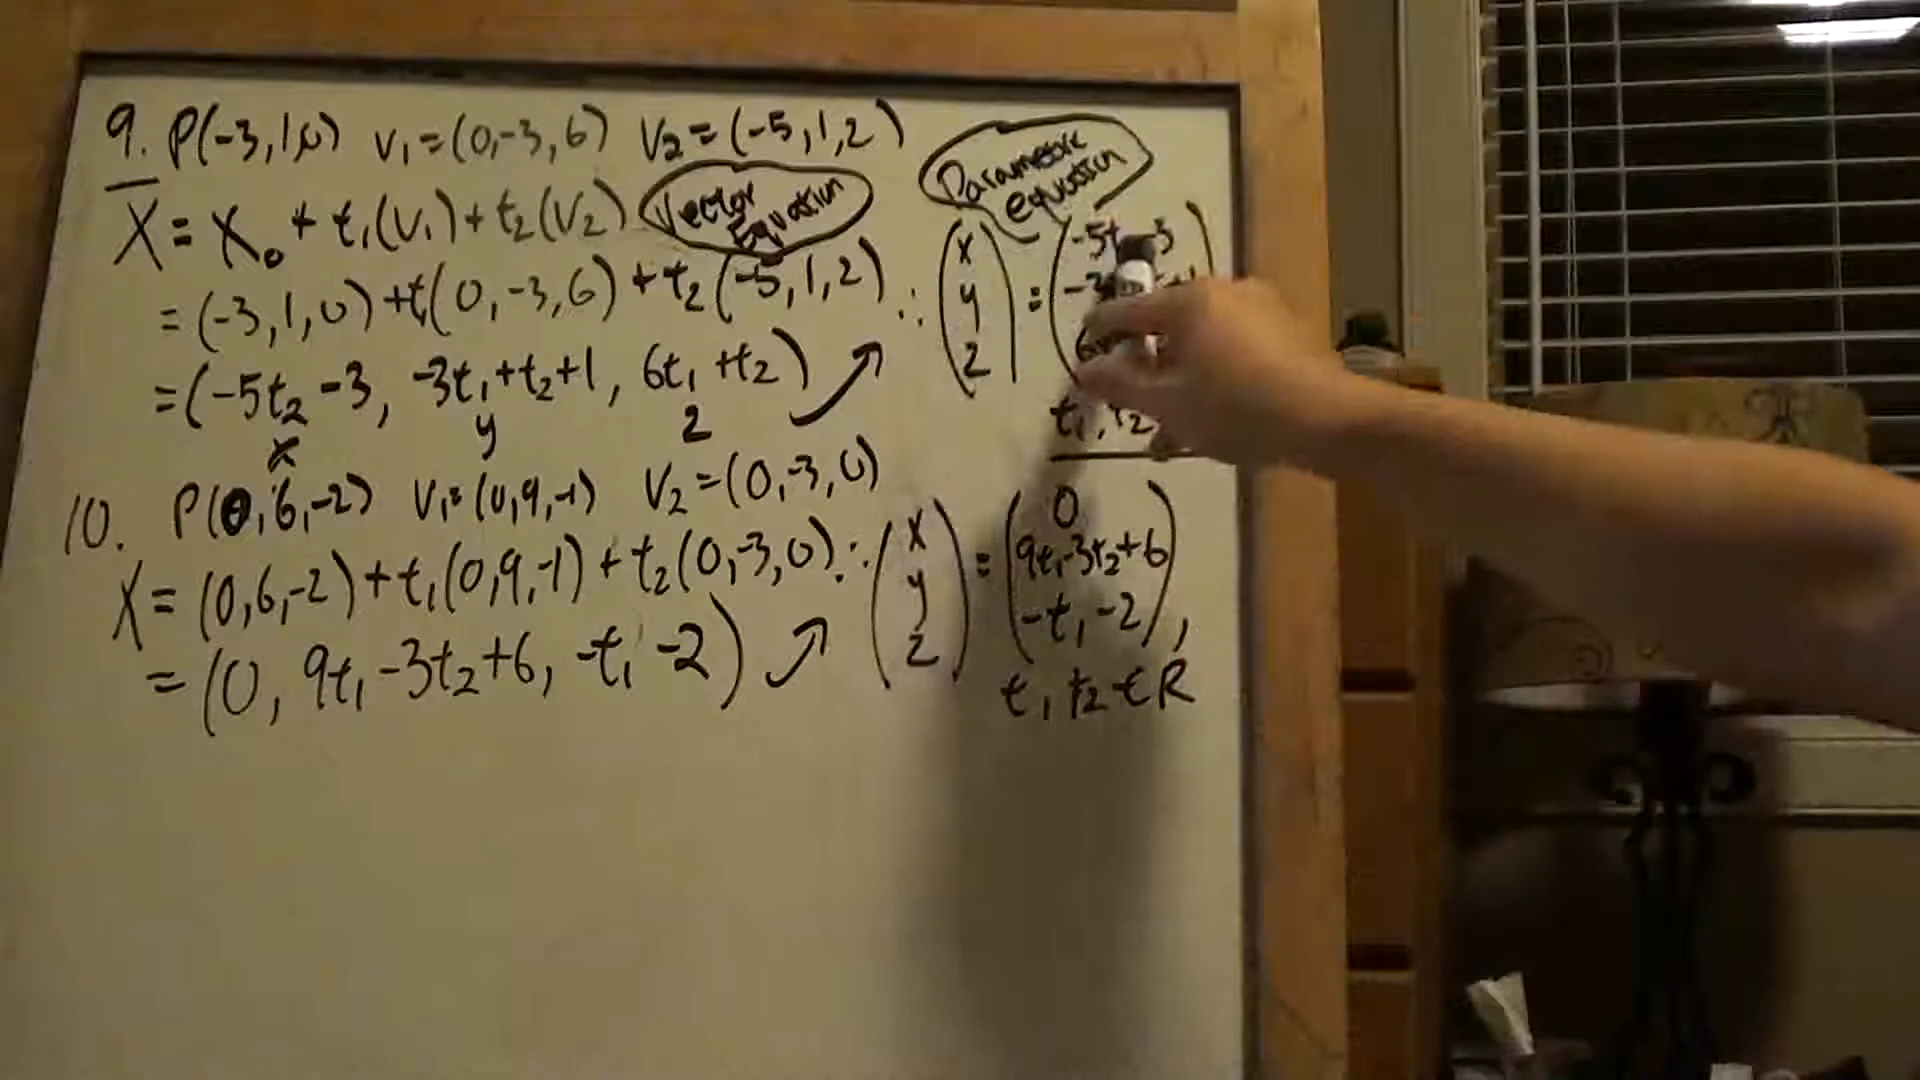 9. P(-3,1,0) V₁=(0,-3,6) V₂=(-5,1,2)
X = X₀ + t₁(V₁) + t₂(V₂) Vector Equation
= (-3,1,0) + t₁(0,-3,6) + t₂(-5,1,2)
= (-5t₂ -3, -3t₁+t₂+1, 6t₁ +t₂)
x y z
Parametric equation
∴ (x y z) =
t₁, t₂
10. P(0,6,-2) V₁=(0,9,-1) V₂=(0,-3,0)
X = (0,6,-2) + t₁(0,9,-1) + t₂(0,-3,0)
= (0, 9t₁ -3t₂+6, -t₁ -2)
∴ (x y z) = (0
9t₁-3t₂+6
-t₁ -2),
t₁ t₂ ∈ R